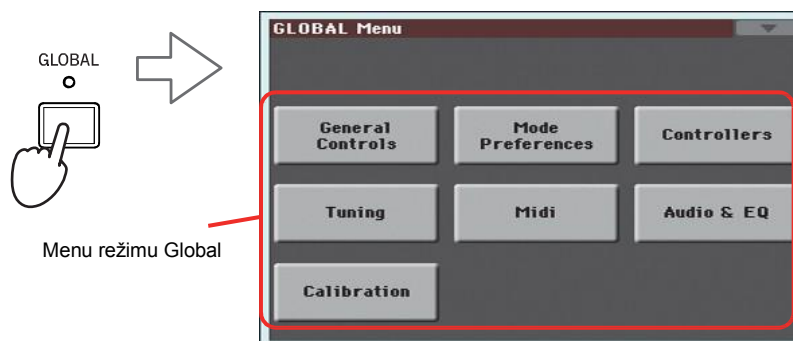 GLOBAL
GLOBAL Menu
General
Controls
Mode
Preferences
Controllers
Tuning
Midi
Audio & EQ
Menu režimu Global
Calibration